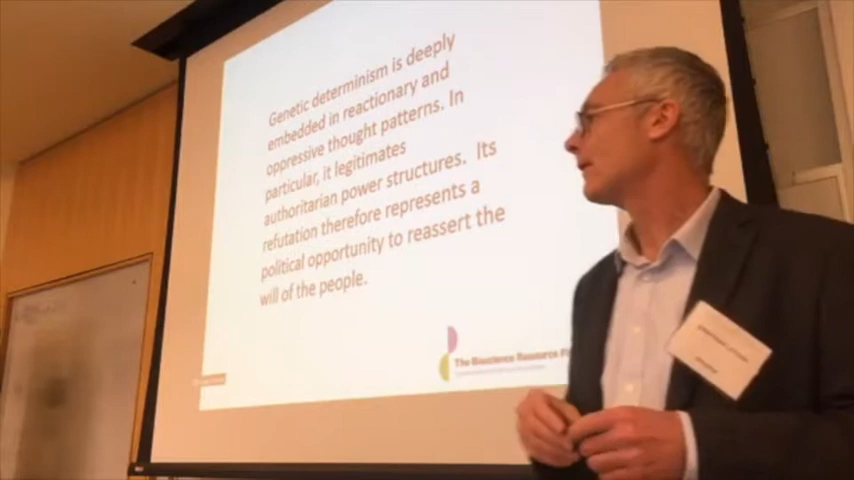 Genetic determinism is deeply
embedded in reactionary and
oppressive thought patterns. In
particular, it legitimates
authoritarian power structures. Its
refutation therefore represents a
political opportunity to reassert the
will of the people.
The Bioscience Resource